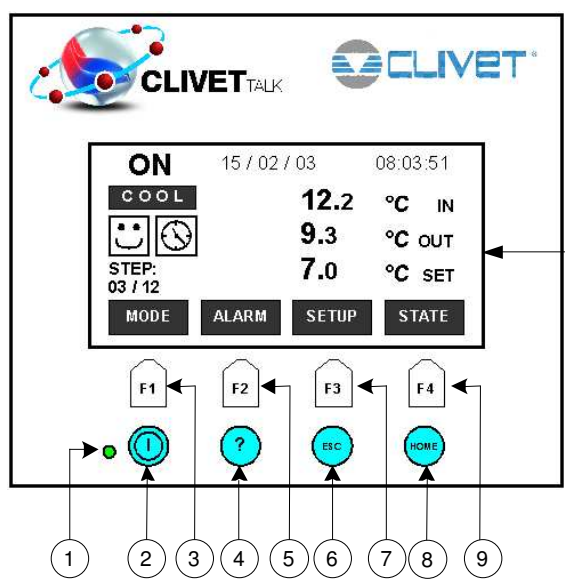 CLIVETTALK
CLIVET
ON 15 / 02 / 03 08:03:51
COOL
12.2 °C IN
9.3 °C OUT
STEP: 7.0 °C SET
03 / 12
MODE ALARM SETUP STATE
F1 F2 F3 F4
I ? ESC HOME
1 2 3 4 5 6 7 8 9